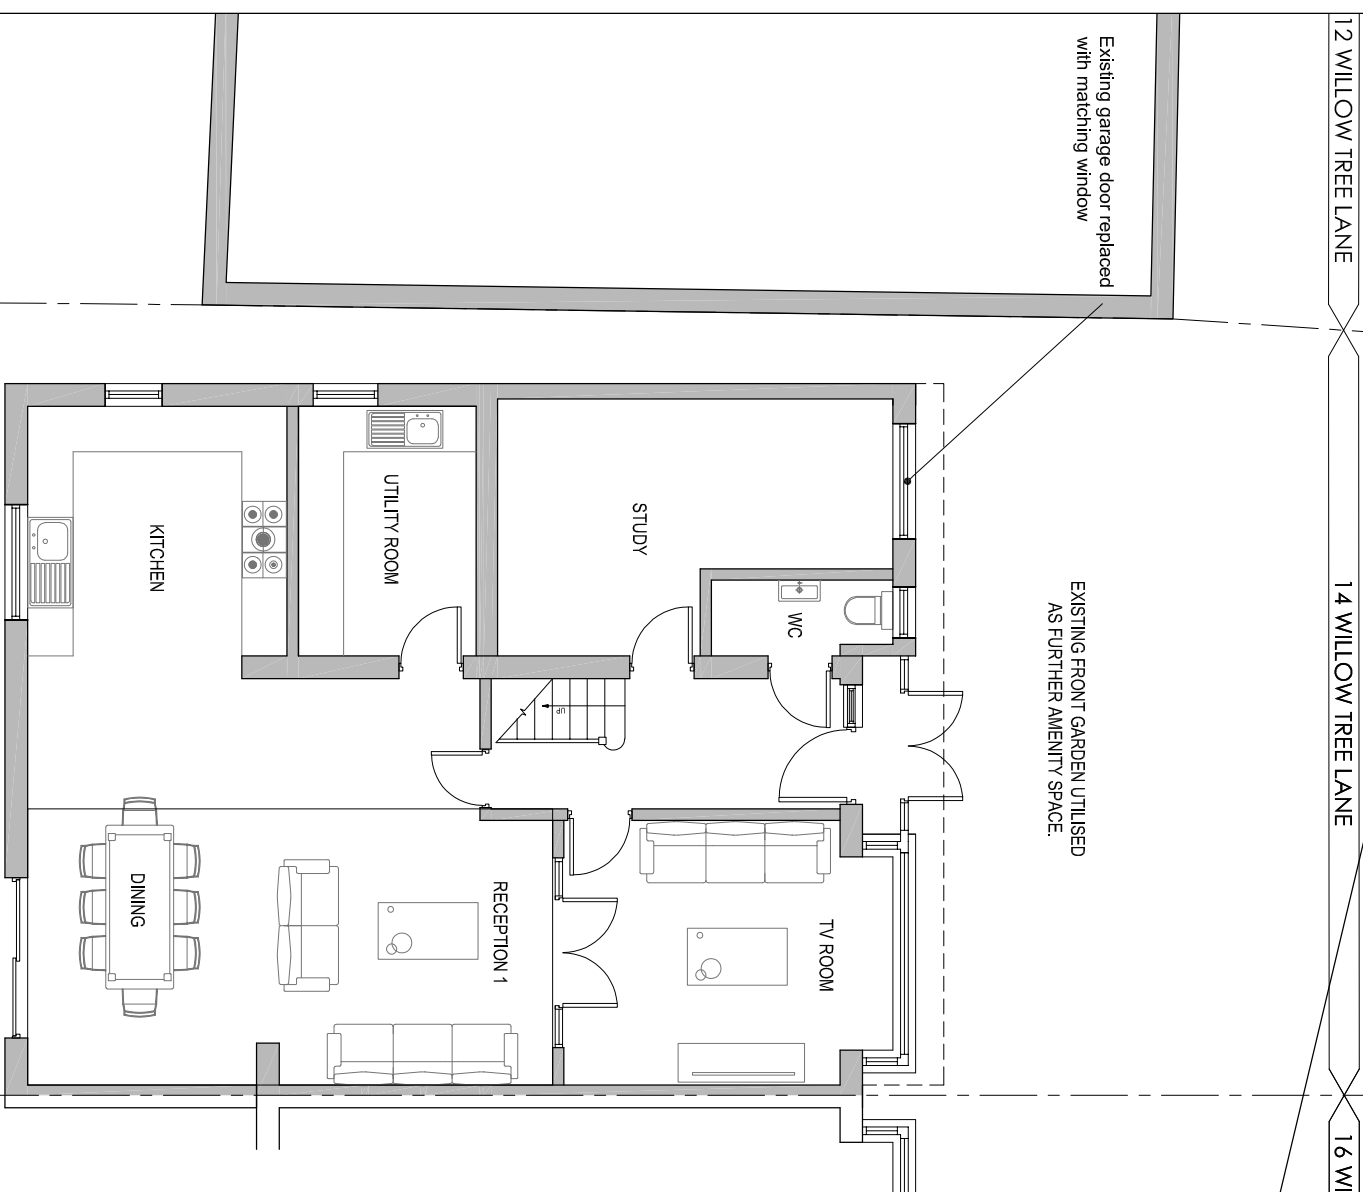 12 WILLOW TREE LANE
14 WILLOW TREE LANE
16 WI
Existing garage door replaced
with matching window
EXISTING FRONT GARDEN UTILISED
AS FURTHER AMENITY SPACE.
KITCHEN
UTILITY ROOM
STUDY
WC
UP
DINING
RECEPTION 1
TV ROOM